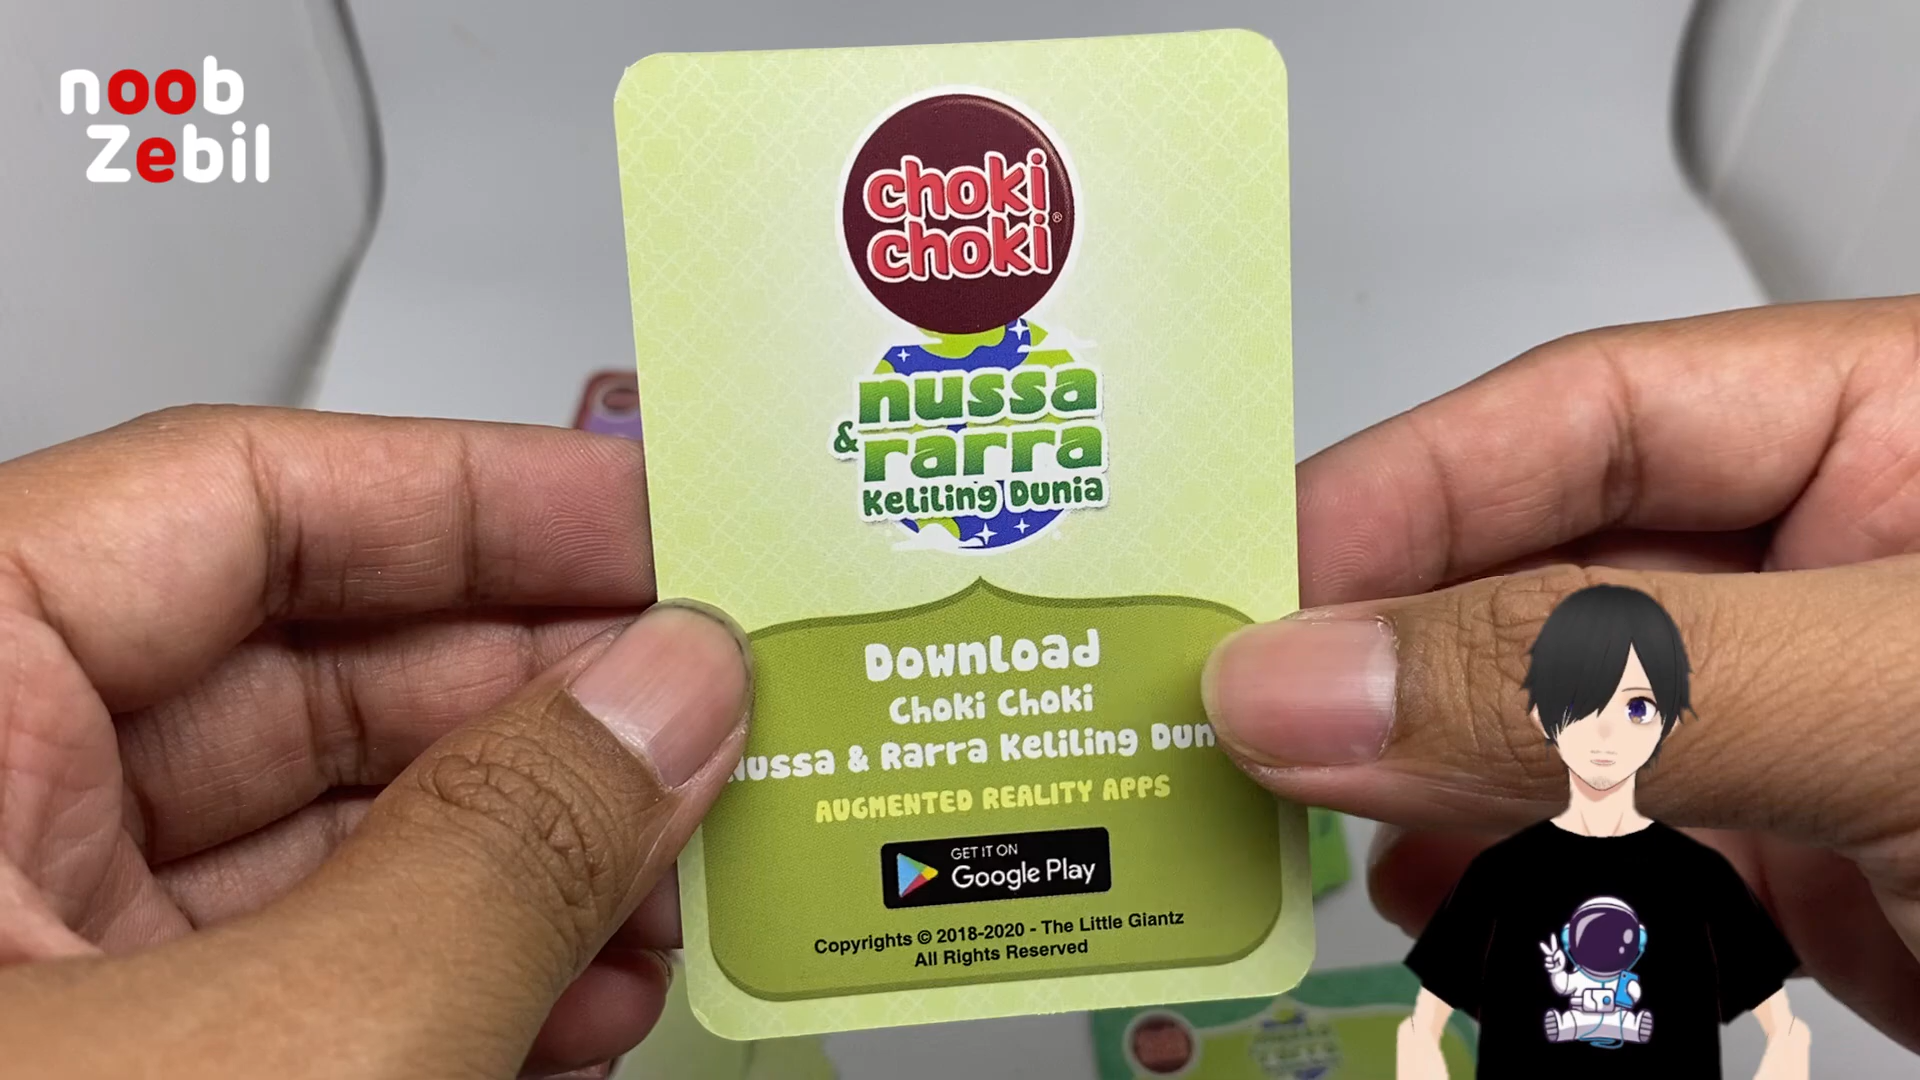 noob
Zebil
choki
choki®
nussa
& rarra
Keliling Dunia
Download
Choki Choki
Nussa & Rarra Keliling Dun
AUGMENTED REALITY APPS
GET IT ON
Google Play
Copyrights © 2018-2020 - The Little Giantz
All Rights Reserved